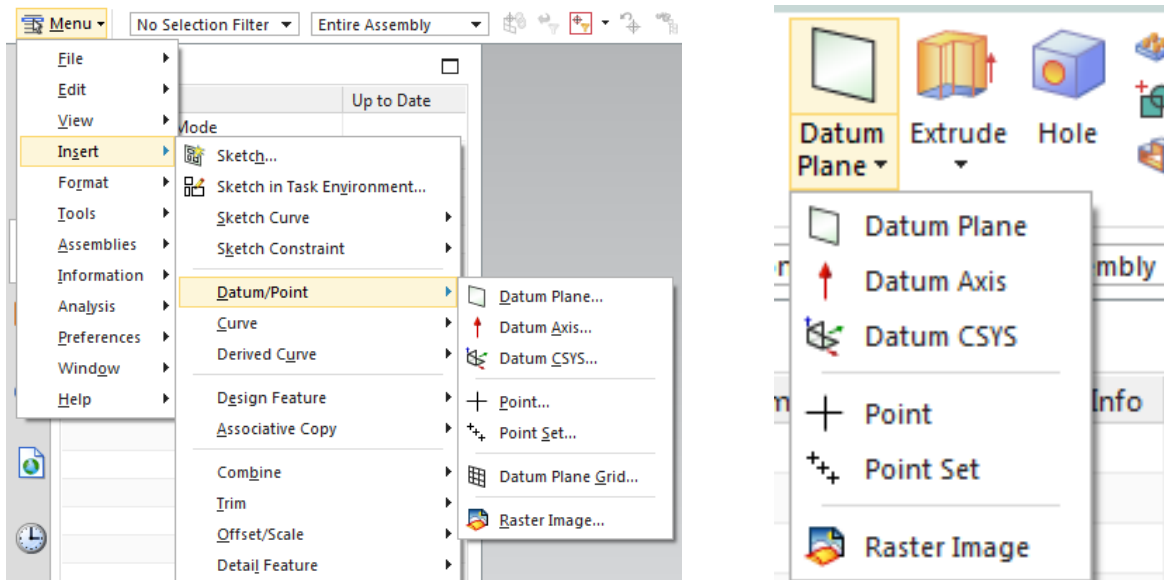 Menu
No Selection Filter
Entire Assembly
File
Edit
View
Insert
Format
Tools
Assemblies
Information
Analysis
Preferences
Window
Help
Up to Date
Mode
Sketch...
Sketch in Task Environment...
Sketch Curve
Sketch Constraint
Datum/Point
Curve
Derived Curve
Design Feature
Associative Copy
Combine
Trim
Offset/Scale
Detail Feature
Datum Plane...
Datum Axis...
Datum CSYS...
Point...
Point Set...
Datum Plane Grid...
Raster Image...
Datum
Plane
Extrude
Hole
Datum Plane
Datum Axis
Datum CSYS
Point
Point Set
Raster Image
mbly
Info